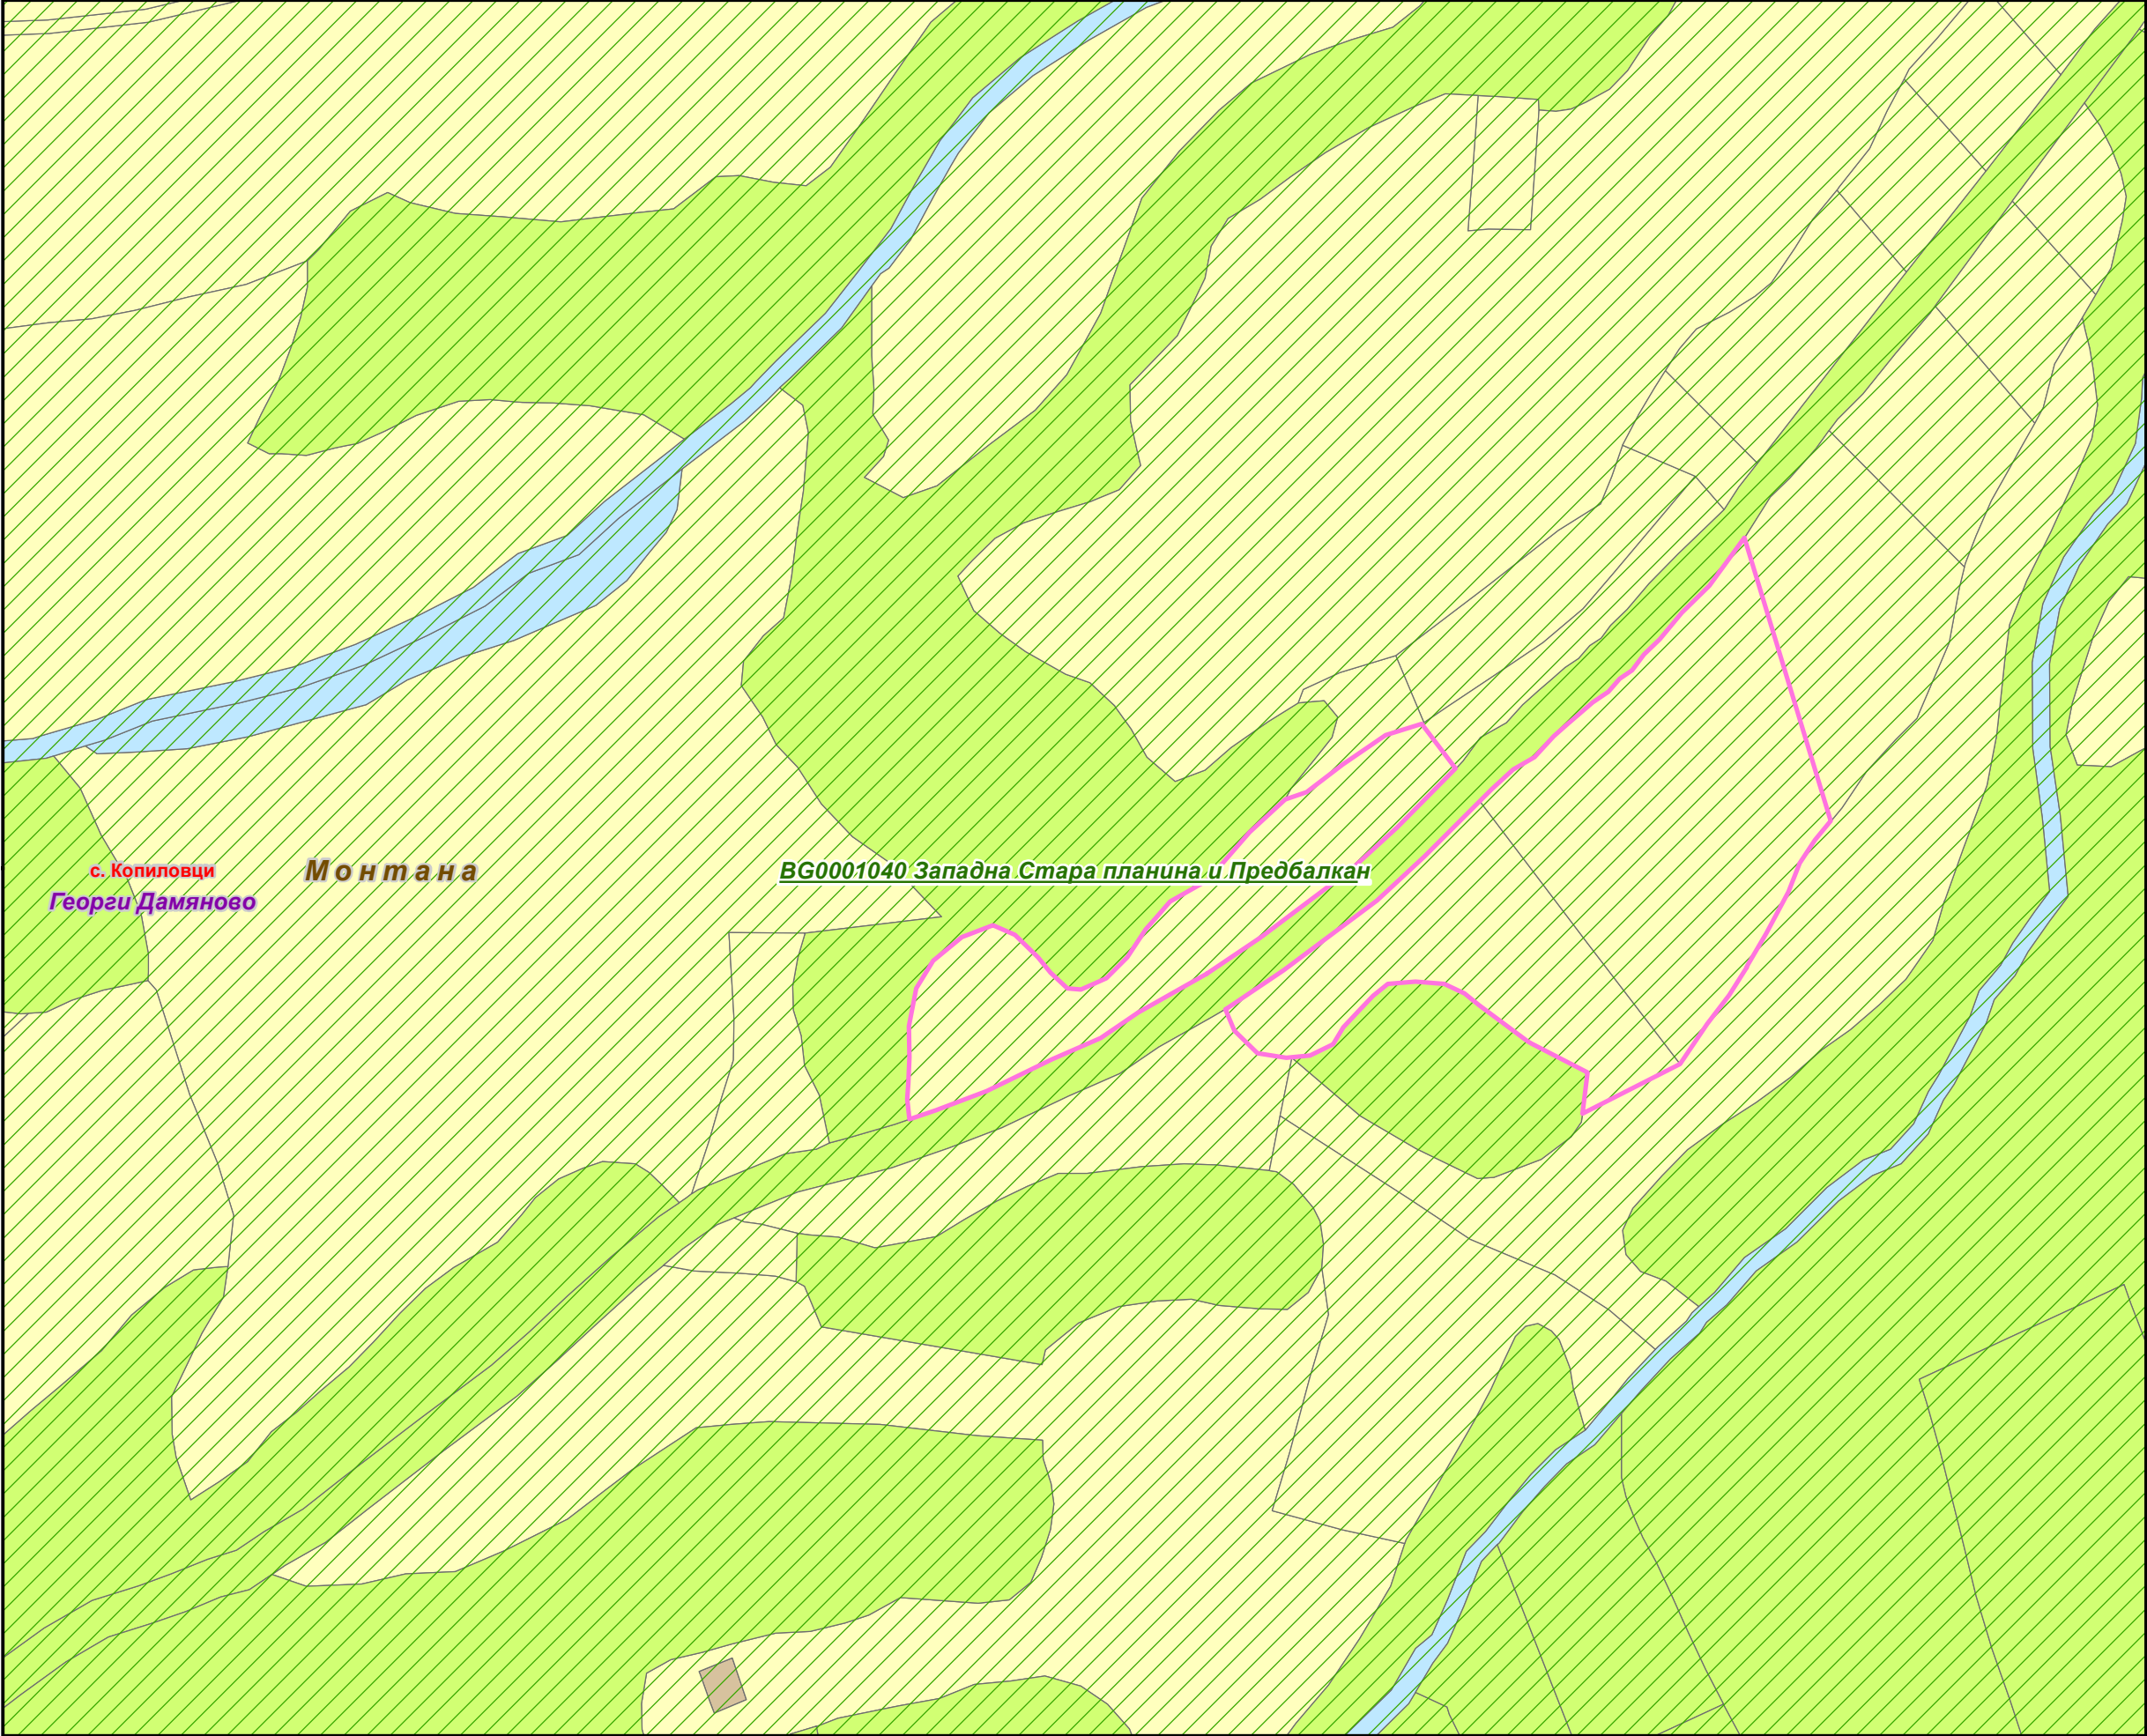 с. Копиловци
Монтана
BG0001040 Западна Стара планина и Предбалкан
Георги Дамяново